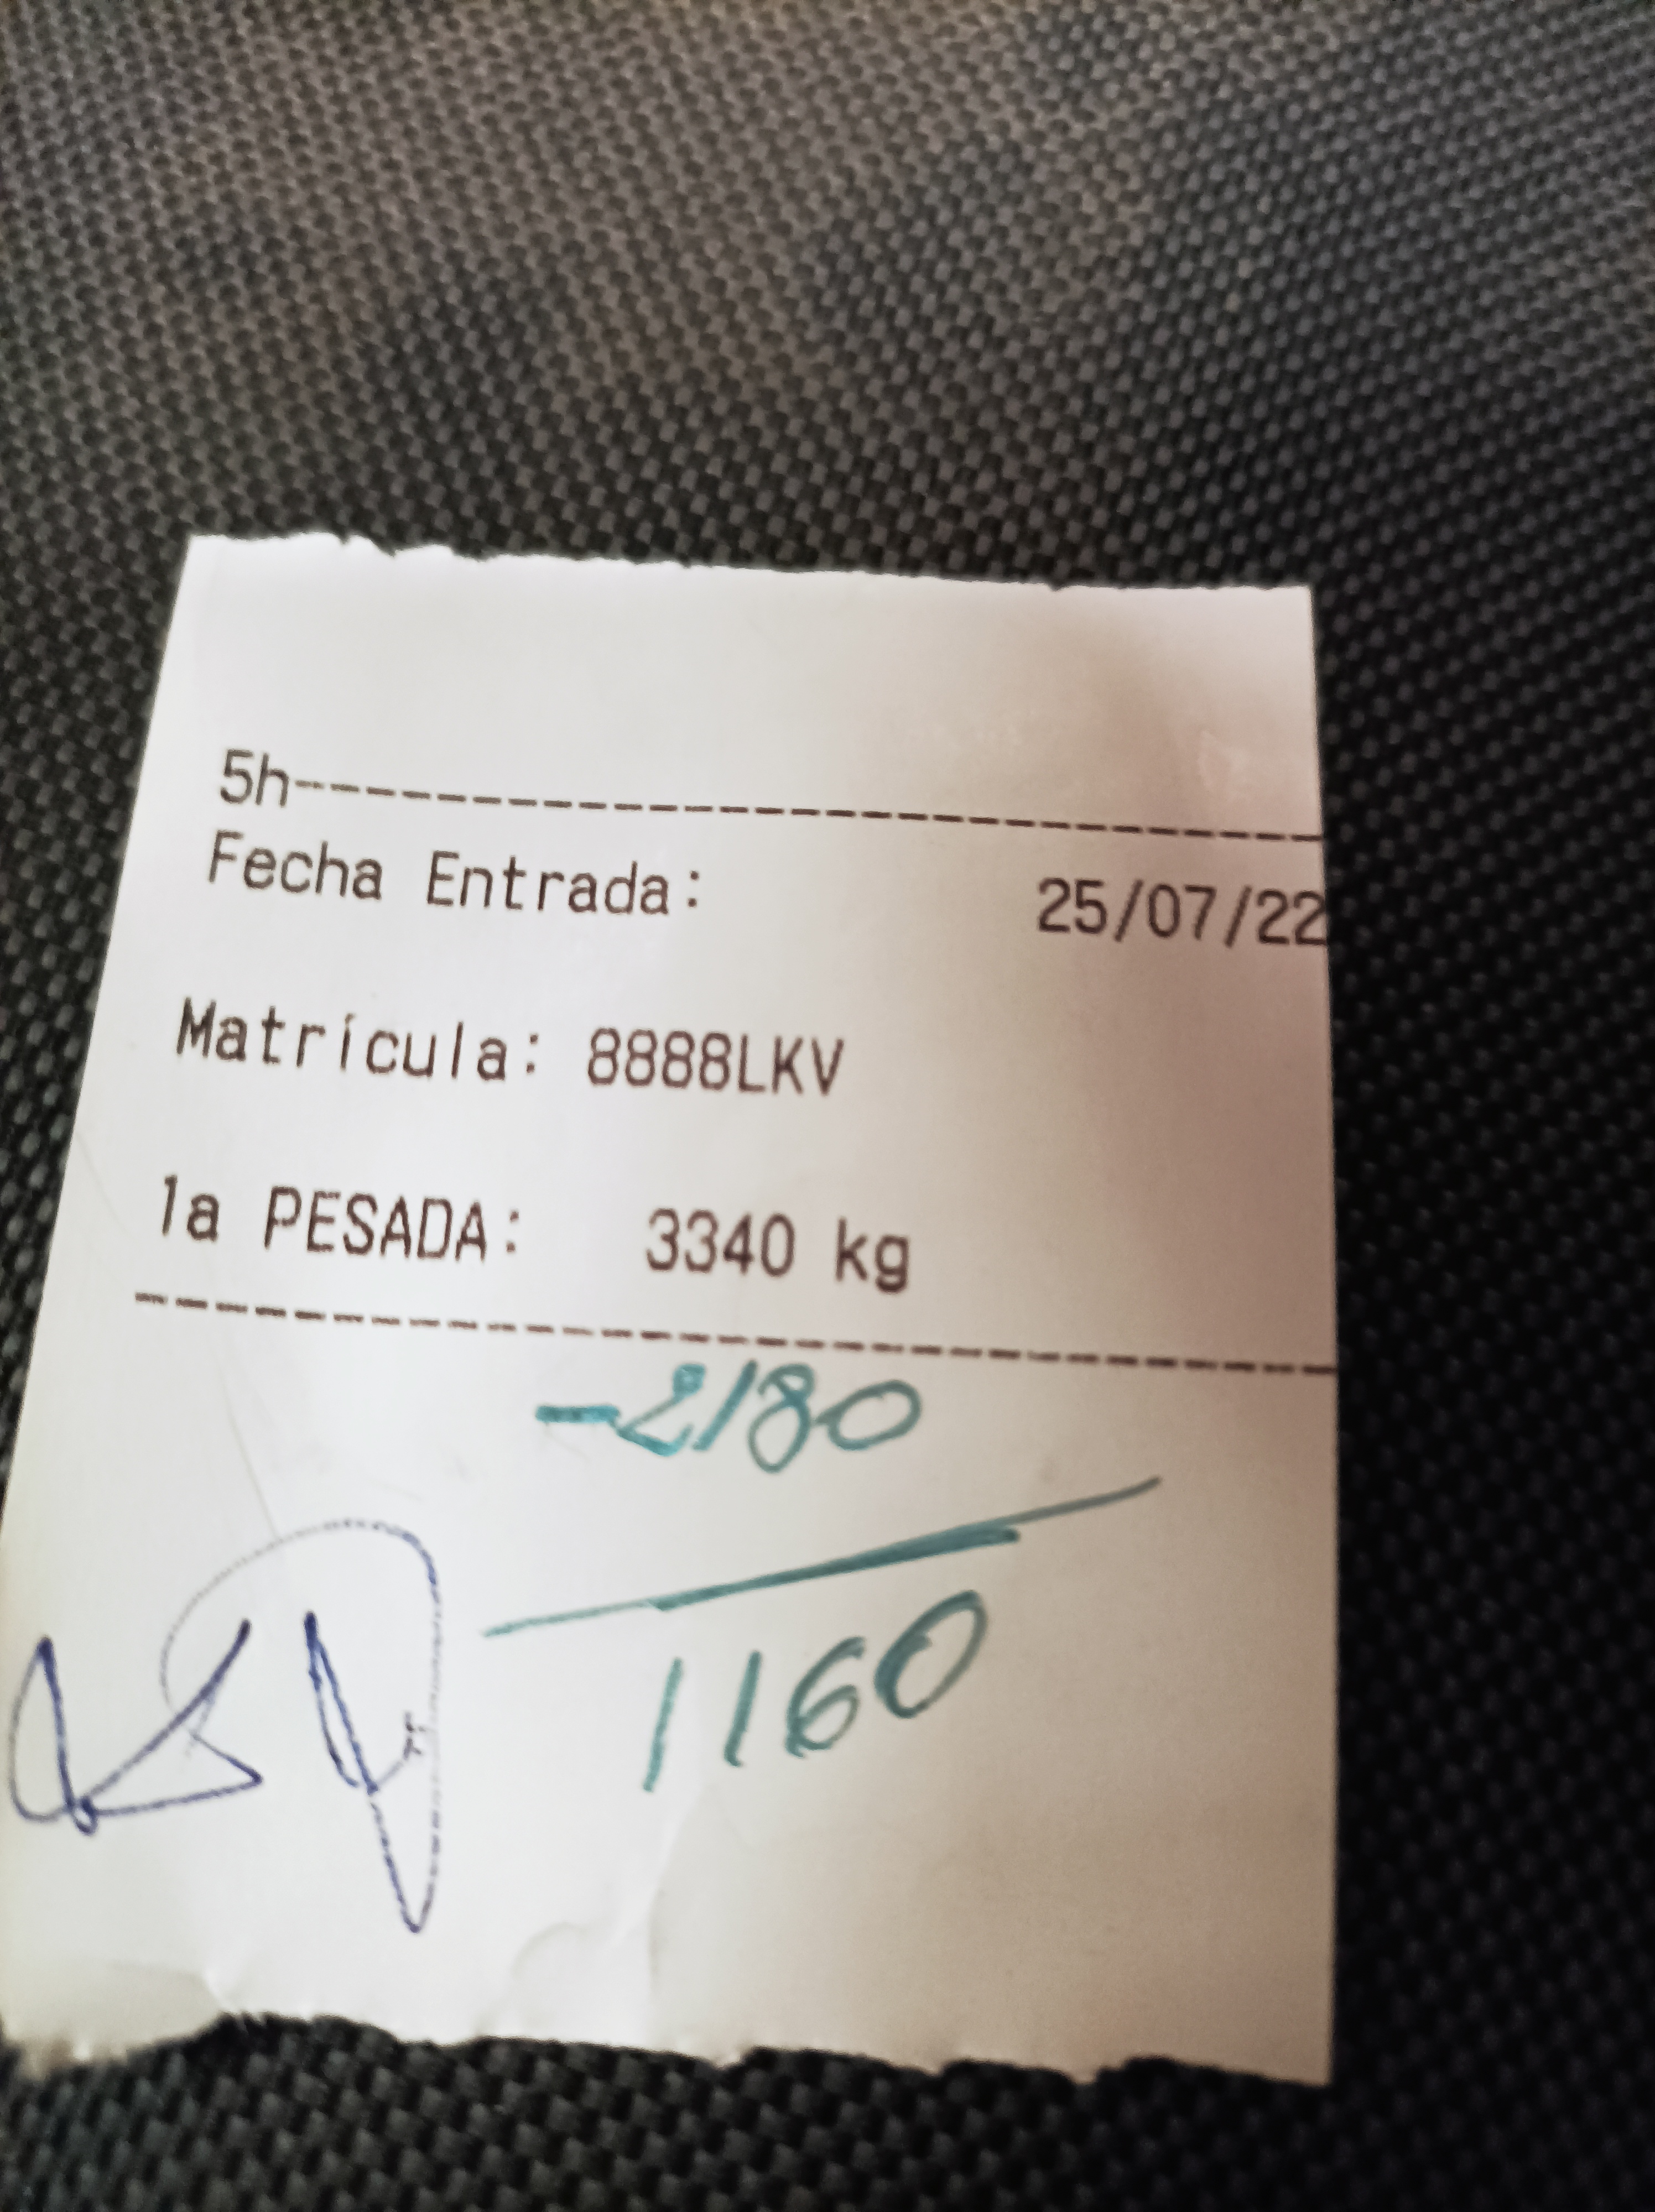 5h------------------------------
Fecha Entrada: 25/07/22
Matrícula: 8888LKV
1a PESADA: 3340 kg
--------------------------------
-2180
1160